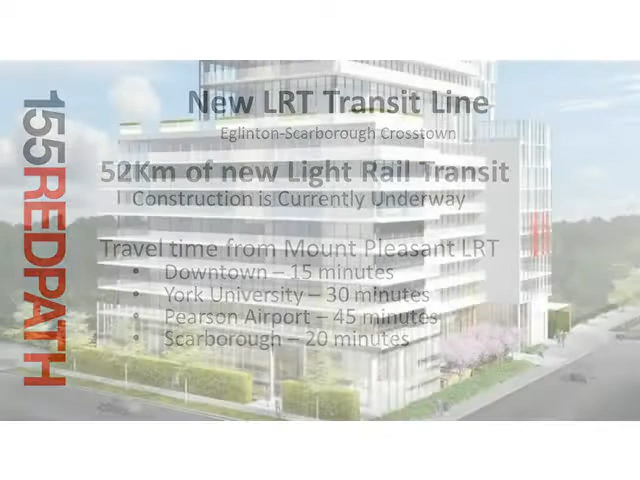 155REDPATH
New LRT Transit Line
Eglinton-Scarborough Crosstown
52Km of new Light Rail Transit
Construction is Currently Underway
Travel time from Mount Pleasant LRT
• Downtown – 15 minutes
• York University – 30 minutes
• Pearson Airport – 45 minutes
• Scarborough – 20 minutes